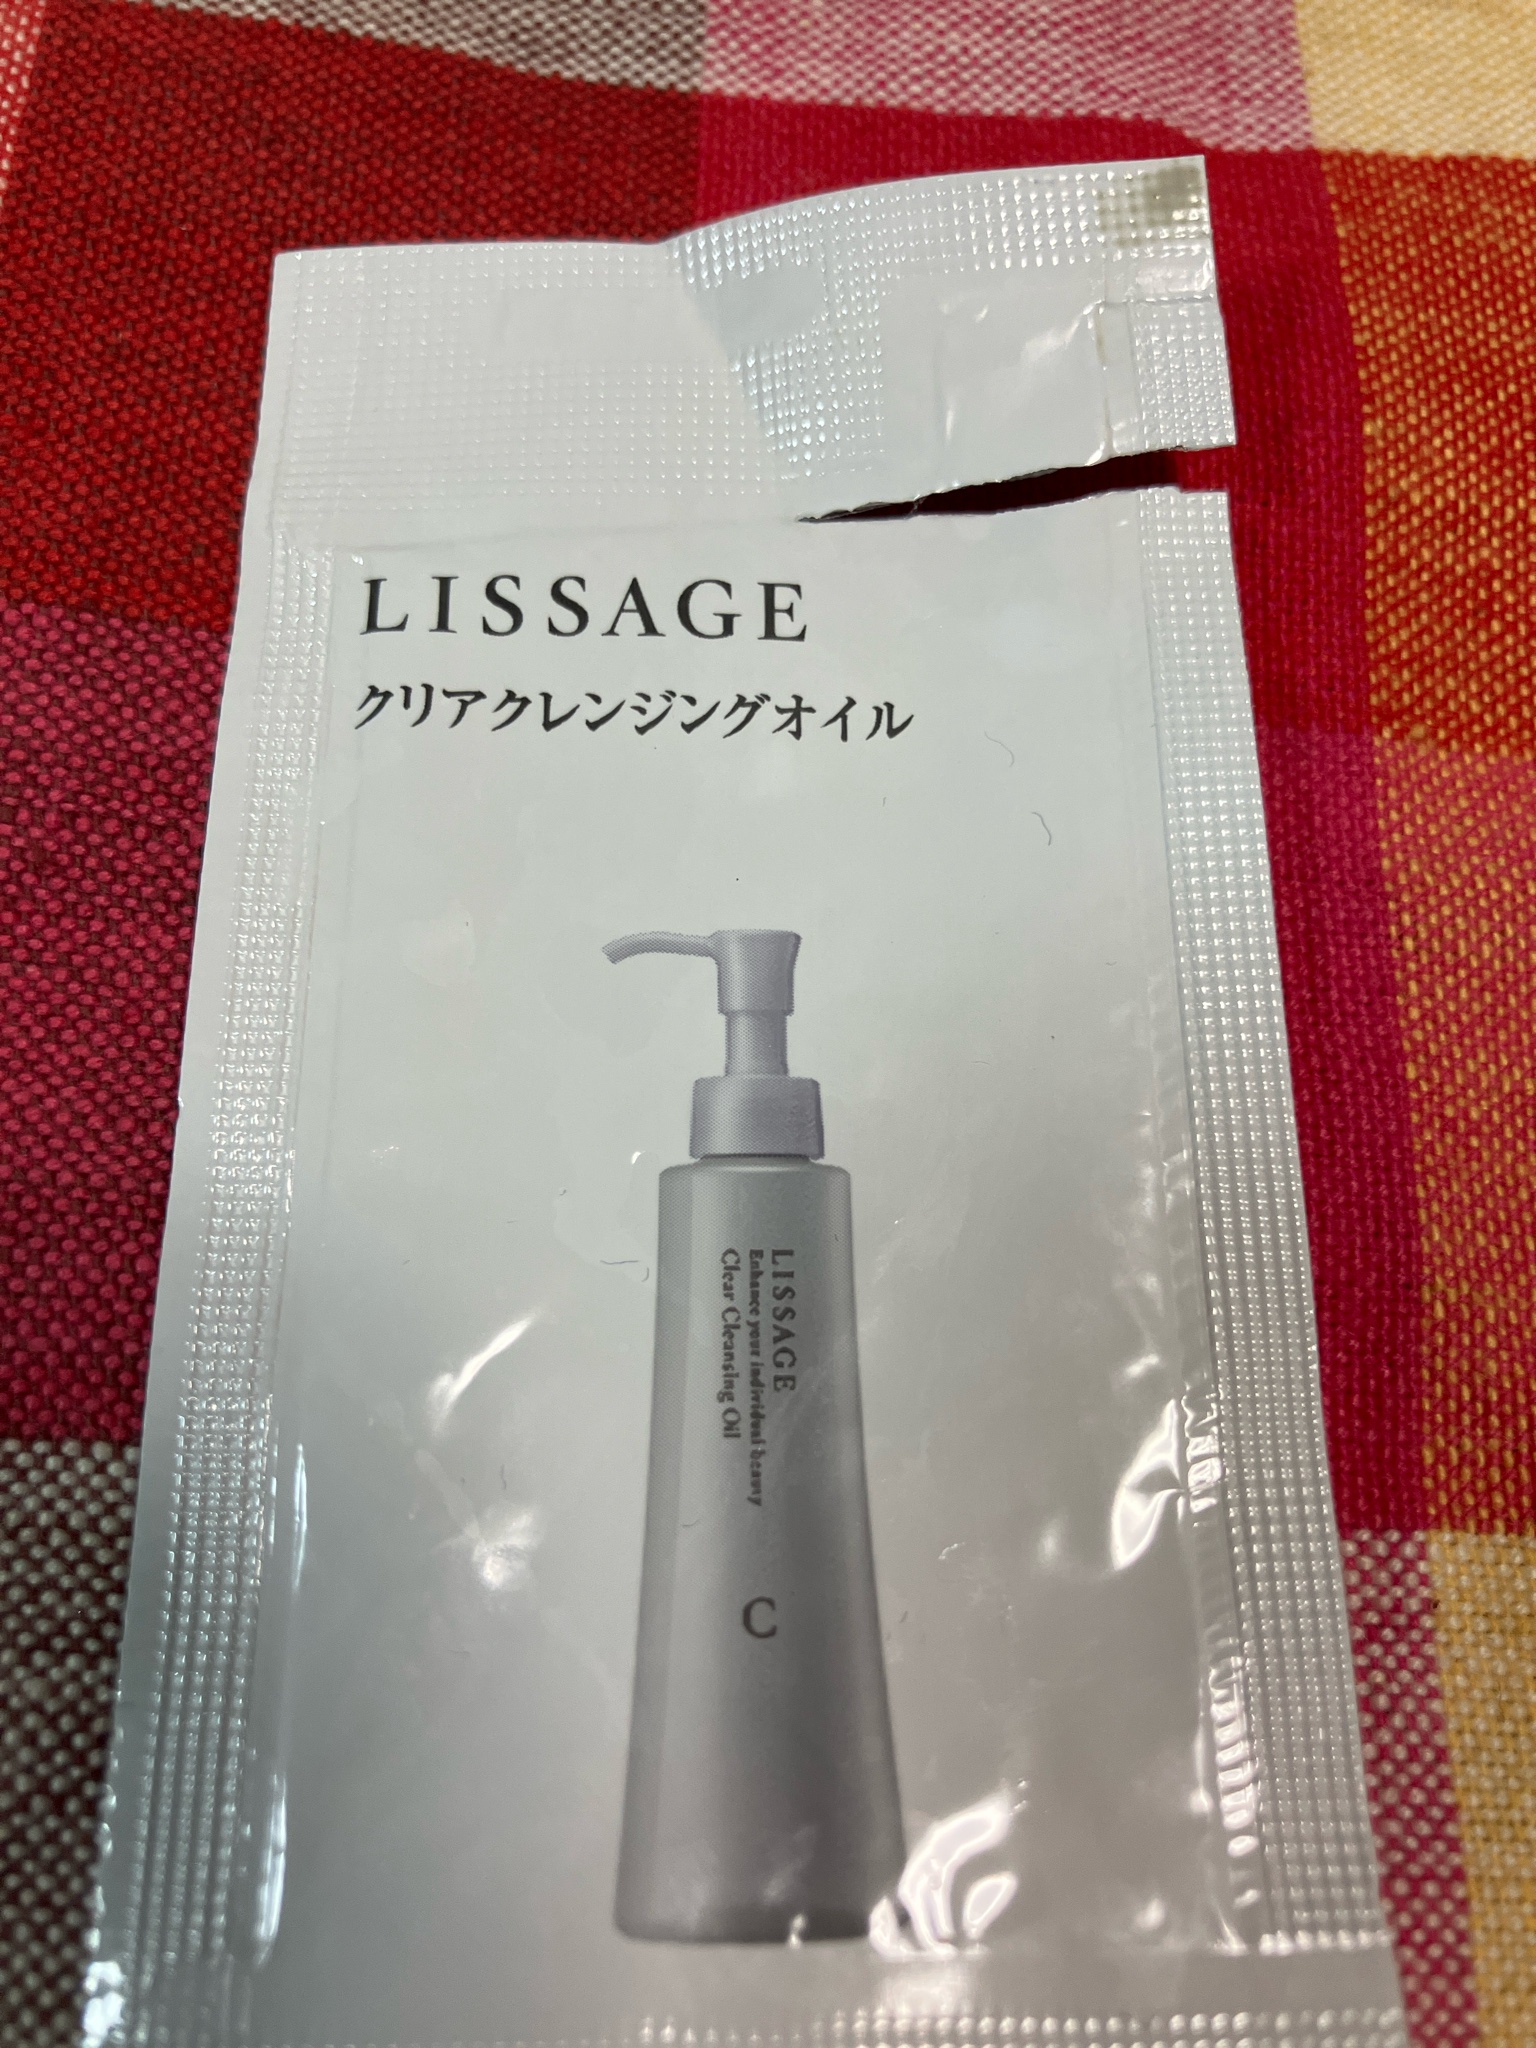 LISSAGE
クリアクレンジングオイル
LISSAGE
Enhance your individual beauty
Clear Cleansing Oil
C